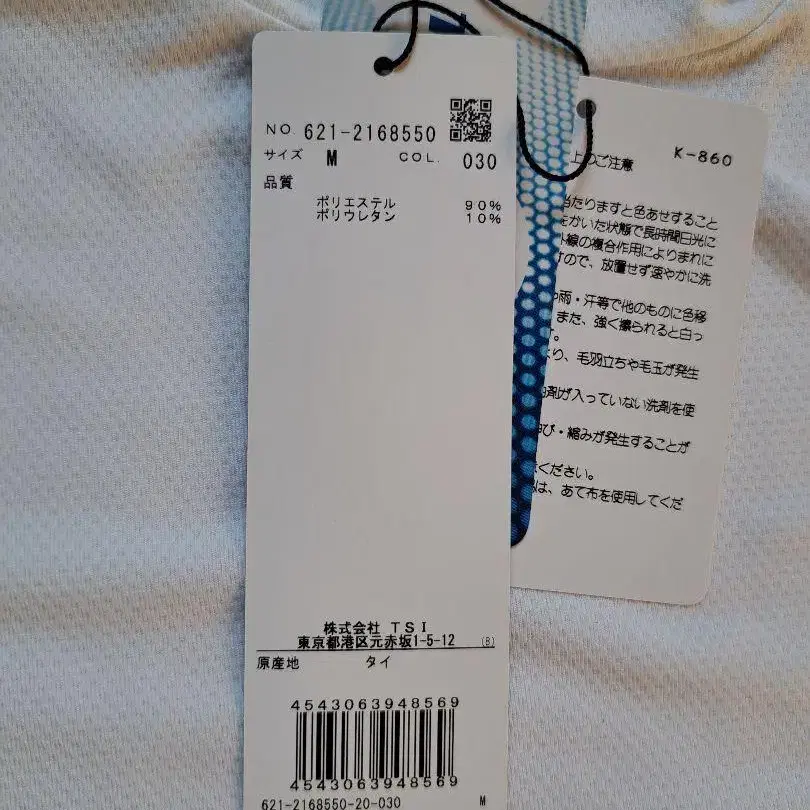 NO. 621-2168550
サイズ M COL. 030
品質
ポリエステル 90%
ポリウレタン 10%
株式会社 TSI
東京都港区元赤坂1-5-12 (B)
原産地 タイ
4543063948569
4543063948569
621-2168550-20-030 M
K-860
上のご注意
当たりますと色あせすること
をかいた状態で長時間日光に
外線の複合作用によりまれに
すので、放置せず速やかに洗
や雨・汗等で他のものに色移
また、強く擦られると白っ
す。
より、毛羽立ちや毛玉が発生
剤が入っていない洗剤を使
伸び・縮みが発生することが
ください。
は、あて布を使用してくだ